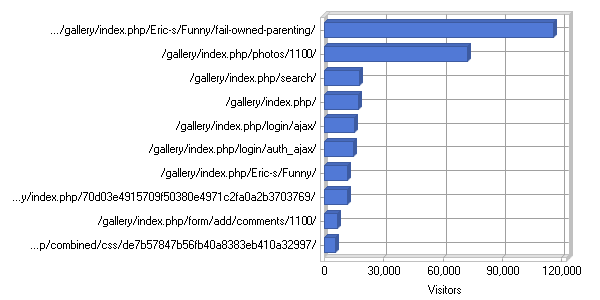 .../gallery/index.php/Eric-s/Funny/fail-owned-parenting/
/gallery/index.php/photos/1100/
/gallery/index.php/search/
/gallery/index.php/
/gallery/index.php/login/ajax/
/gallery/index.php/login/auth_ajax/
/gallery/index.php/Eric-s/Funny/
...y/index.php/70d03e4915709f50380e4971c2fa0a2b3703769/
/gallery/index.php/form/add/comments/1100/
...p/combined/css/de7b57847b56fb40a8383eb410a32997/
0 30,000 60,000 90,000 120,000
Visitors